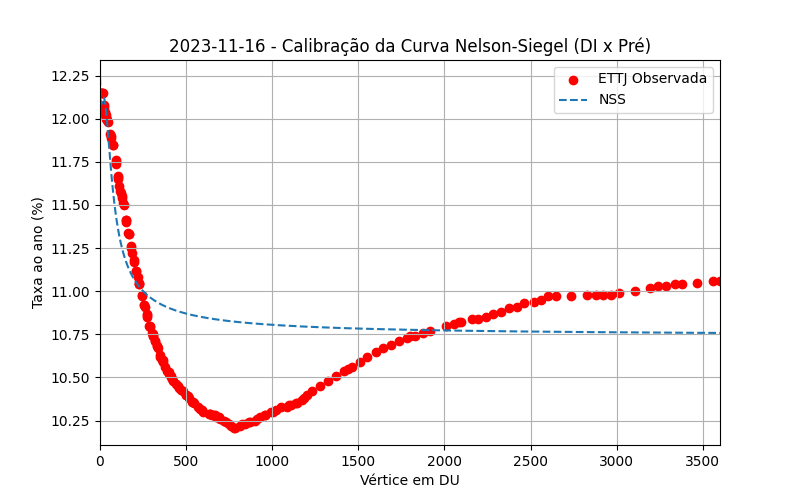 2023-11-16 - Calibração da Curva Nelson-Siegel (DI x Pré)
ETTJ Observada
NSS
Taxa ao ano (%)
12.25
12.00
11.75
11.50
11.25
11.00
10.75
10.50
10.25
0 500 1000 1500 2000 2500 3000 3500
Vértice em DU